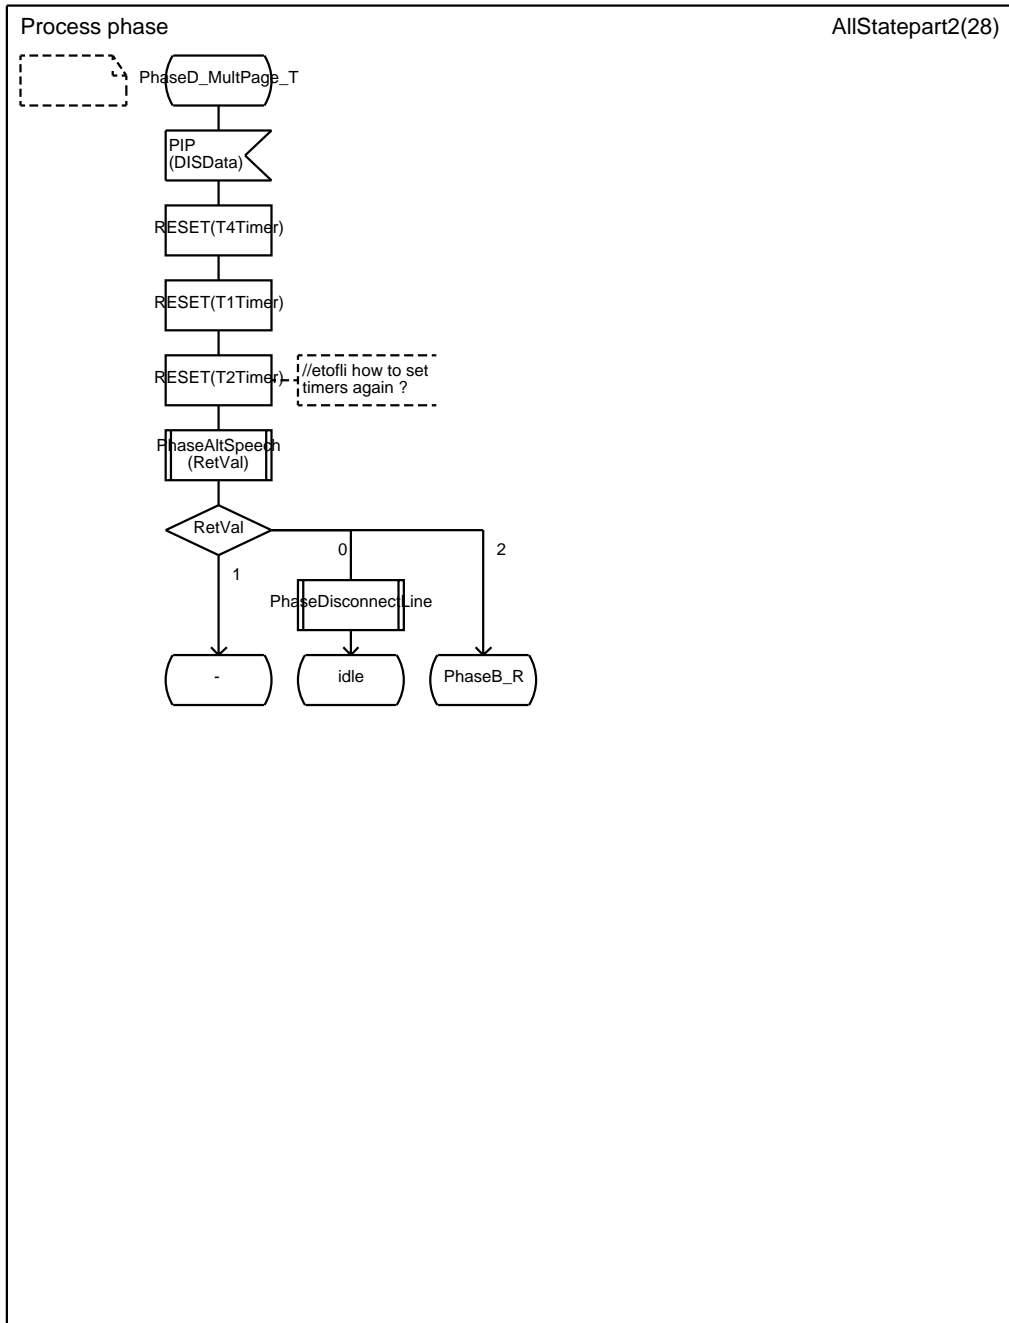 Process phase
AllStatepart2(28)
PhaseD_MultPage_T
PIP
(DISData)
RESET(T4Timer)
RESET(T1Timer)
RESET(T2Timer)
//etofli how to set
timers again ?
PhaseAltSpeech
(RetVal)
RetVal
0
2
1
PhaseDisconnectLine
-
idle
PhaseB_R